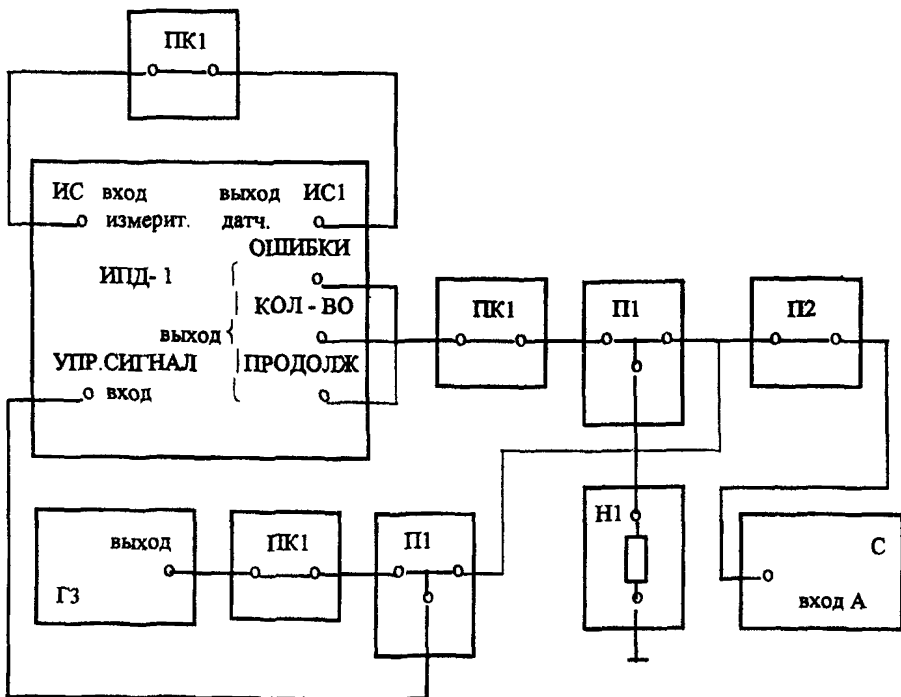 ПК1
ИС вход выход ИС1
измерит. датч.
ОШИБКИ
ИПД- 1
КОЛ - ВО
ПК1
П1
П2
выход
УПР.СИГНАЛ
ПРОДОЛЖ
вход
Н1
С
выход
ПК1
П1
Г3
вход А